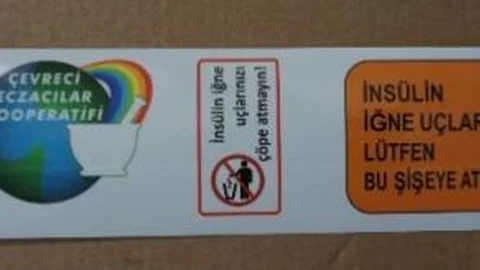 ÇEVRECİ
ECZACILAR
OOPERATİFİ
İnsülin iğne
uçlarınızı
çöpe atmayın!
İNSÜLİN
İĞNE UÇLAR
LÜTFEN
BU ŞİŞEYE AT